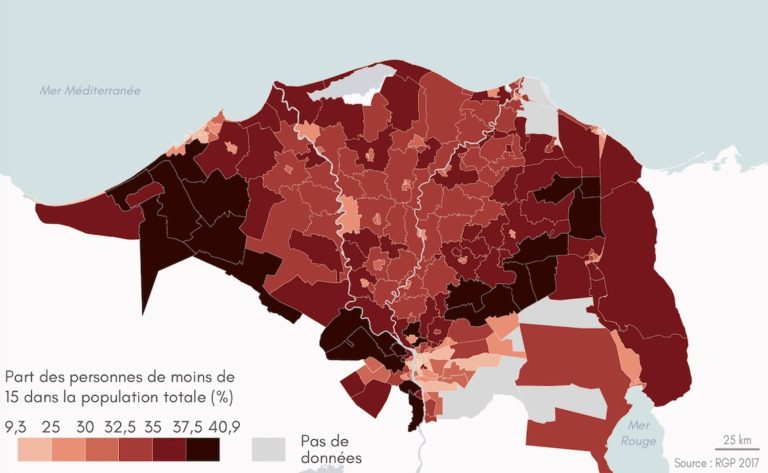 Mer Méditerranée
Part des personnes de moins de
15 dans la population totale (%)
9,3 25 30 32,5 35 37,5 40,9
Pas de
données
Mer
Rouge
25 km
Source : RGP 2017